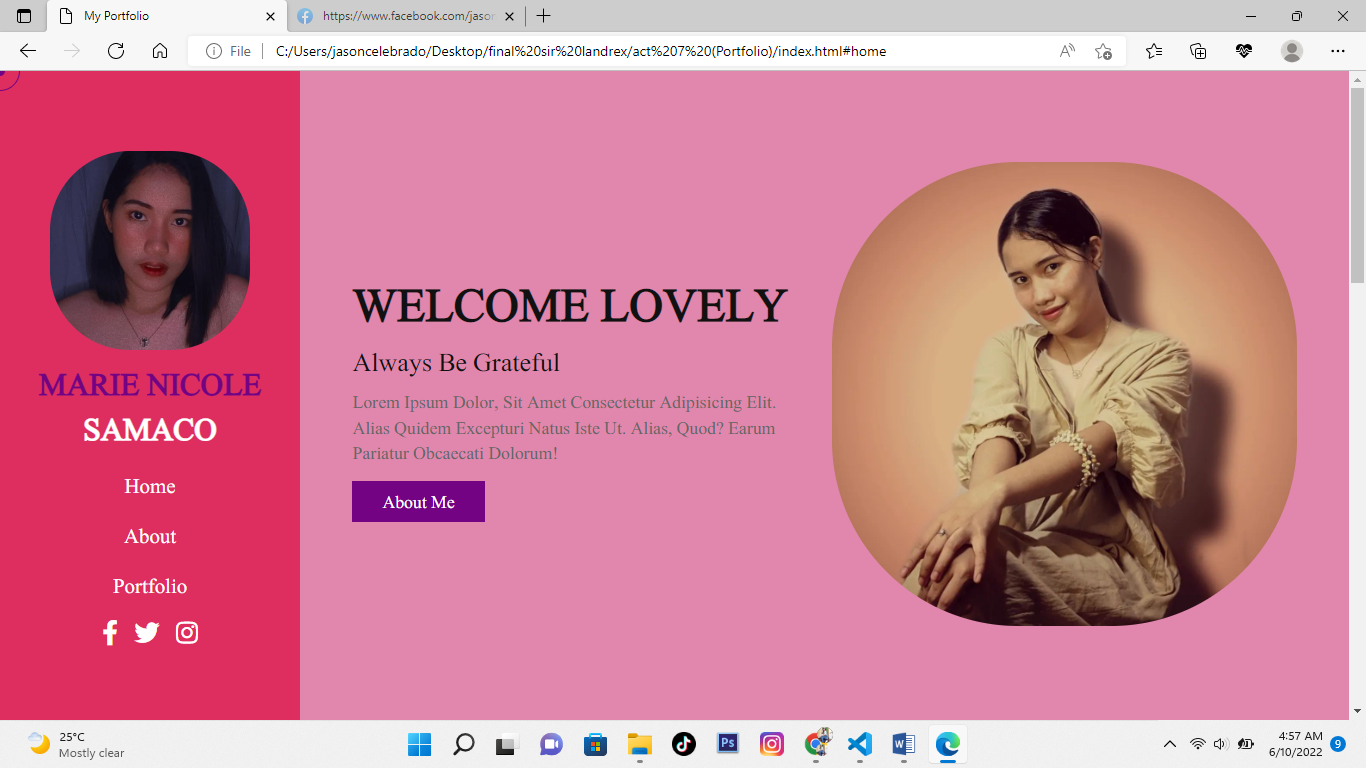 My Portfolio
https://www.facebook.com/jason
File
C:/Users/jasoncelebrado/Desktop/final%20sir%20landrex/act%207%20(Portfolio)/index.html#home
MARIE NICOLE
SAMACO
Home
About
Portfolio
WELCOME LOVELY
Always Be Grateful
Lorem Ipsum Dolor, Sit Amet Consectetur Adipisicing Elit.
Alias Quidem Excepturi Natus Iste Ut. Alias, Quod? Earum
Pariatur Obcaecati Dolorum!
About Me
25°C
Mostly clear
Ps
4:57 AM
6/10/2022
9